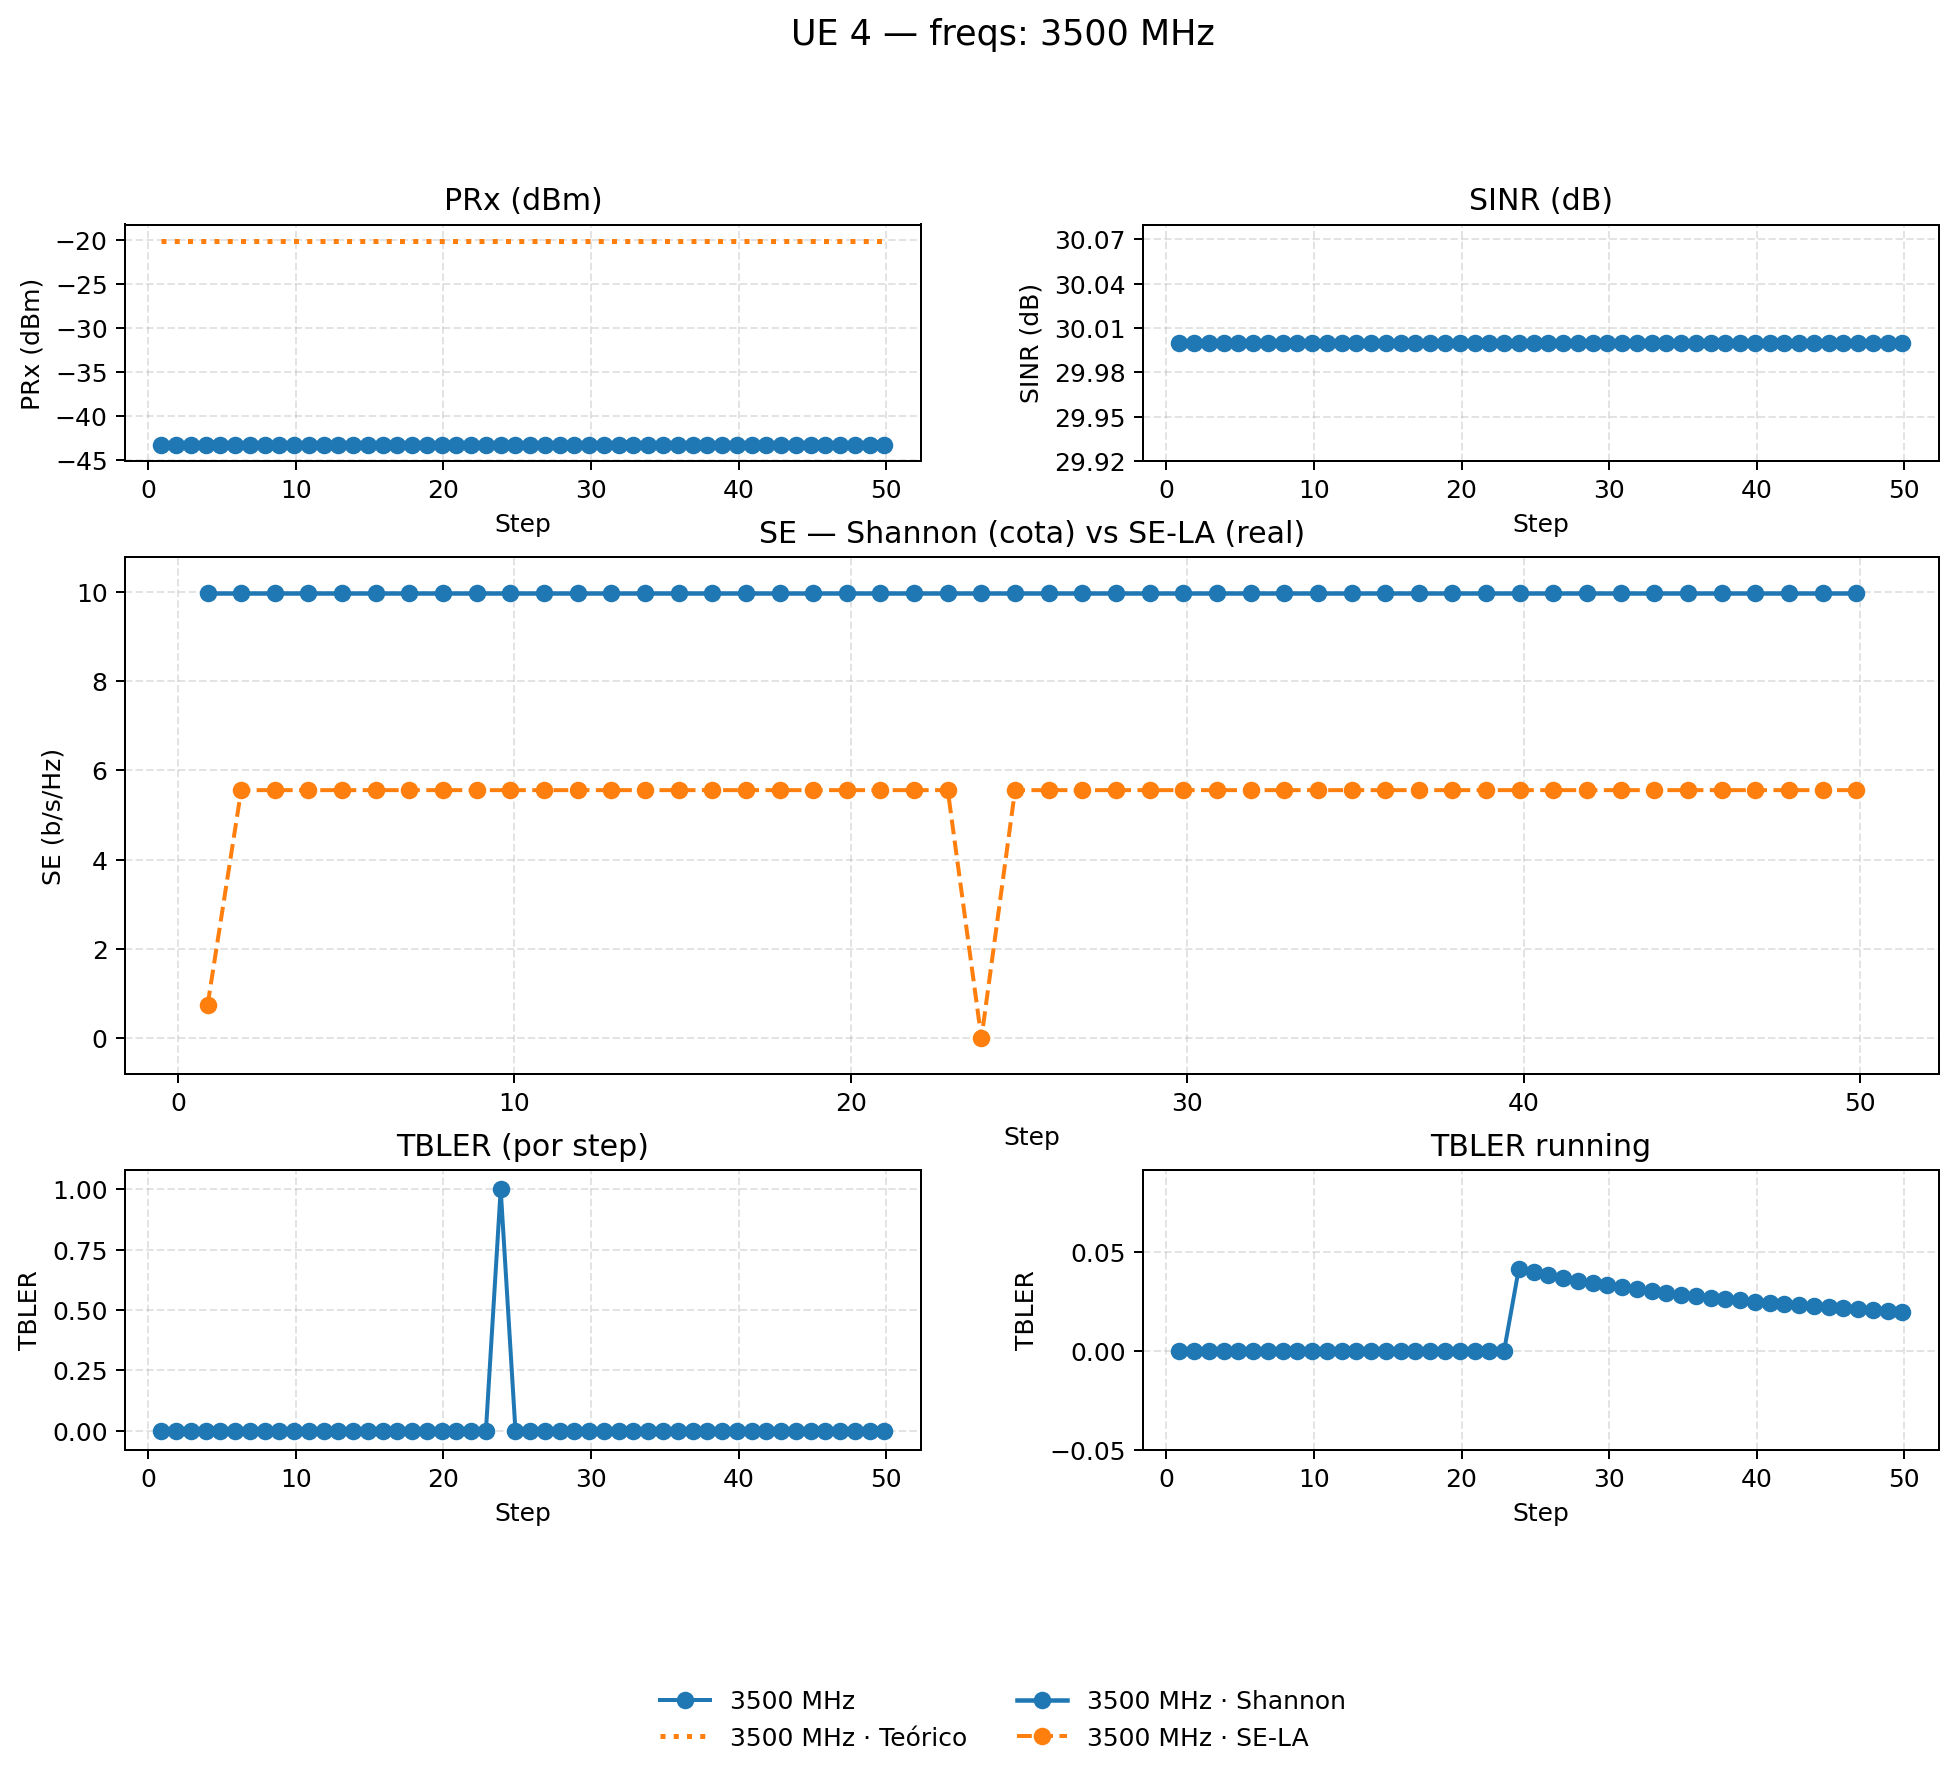 UE 4 — freqs: 3500 MHz
PRx (dBm)
PRx (dBm)
−20
−25
−30
−35
−40
−45
0 10 20 30 40 50
Step
SINR (dB)
SINR (dB)
30.07
30.04
30.01
29.98
29.95
29.92
0 10 20 30 40 50
Step
SE — Shannon (cota) vs SE-LA (real)
SE (b/s/Hz)
10
8
6
4
2
0
0 10 20 30 40 50
Step
TBLER (por step)
TBLER
1.00
0.75
0.50
0.25
0.00
0 10 20 30 40 50
Step
TBLER running
TBLER
0.05
0.00
−0.05
0 10 20 30 40 50
Step
3500 MHz
3500 MHz · Teórico
3500 MHz · Shannon
3500 MHz · SE-LA